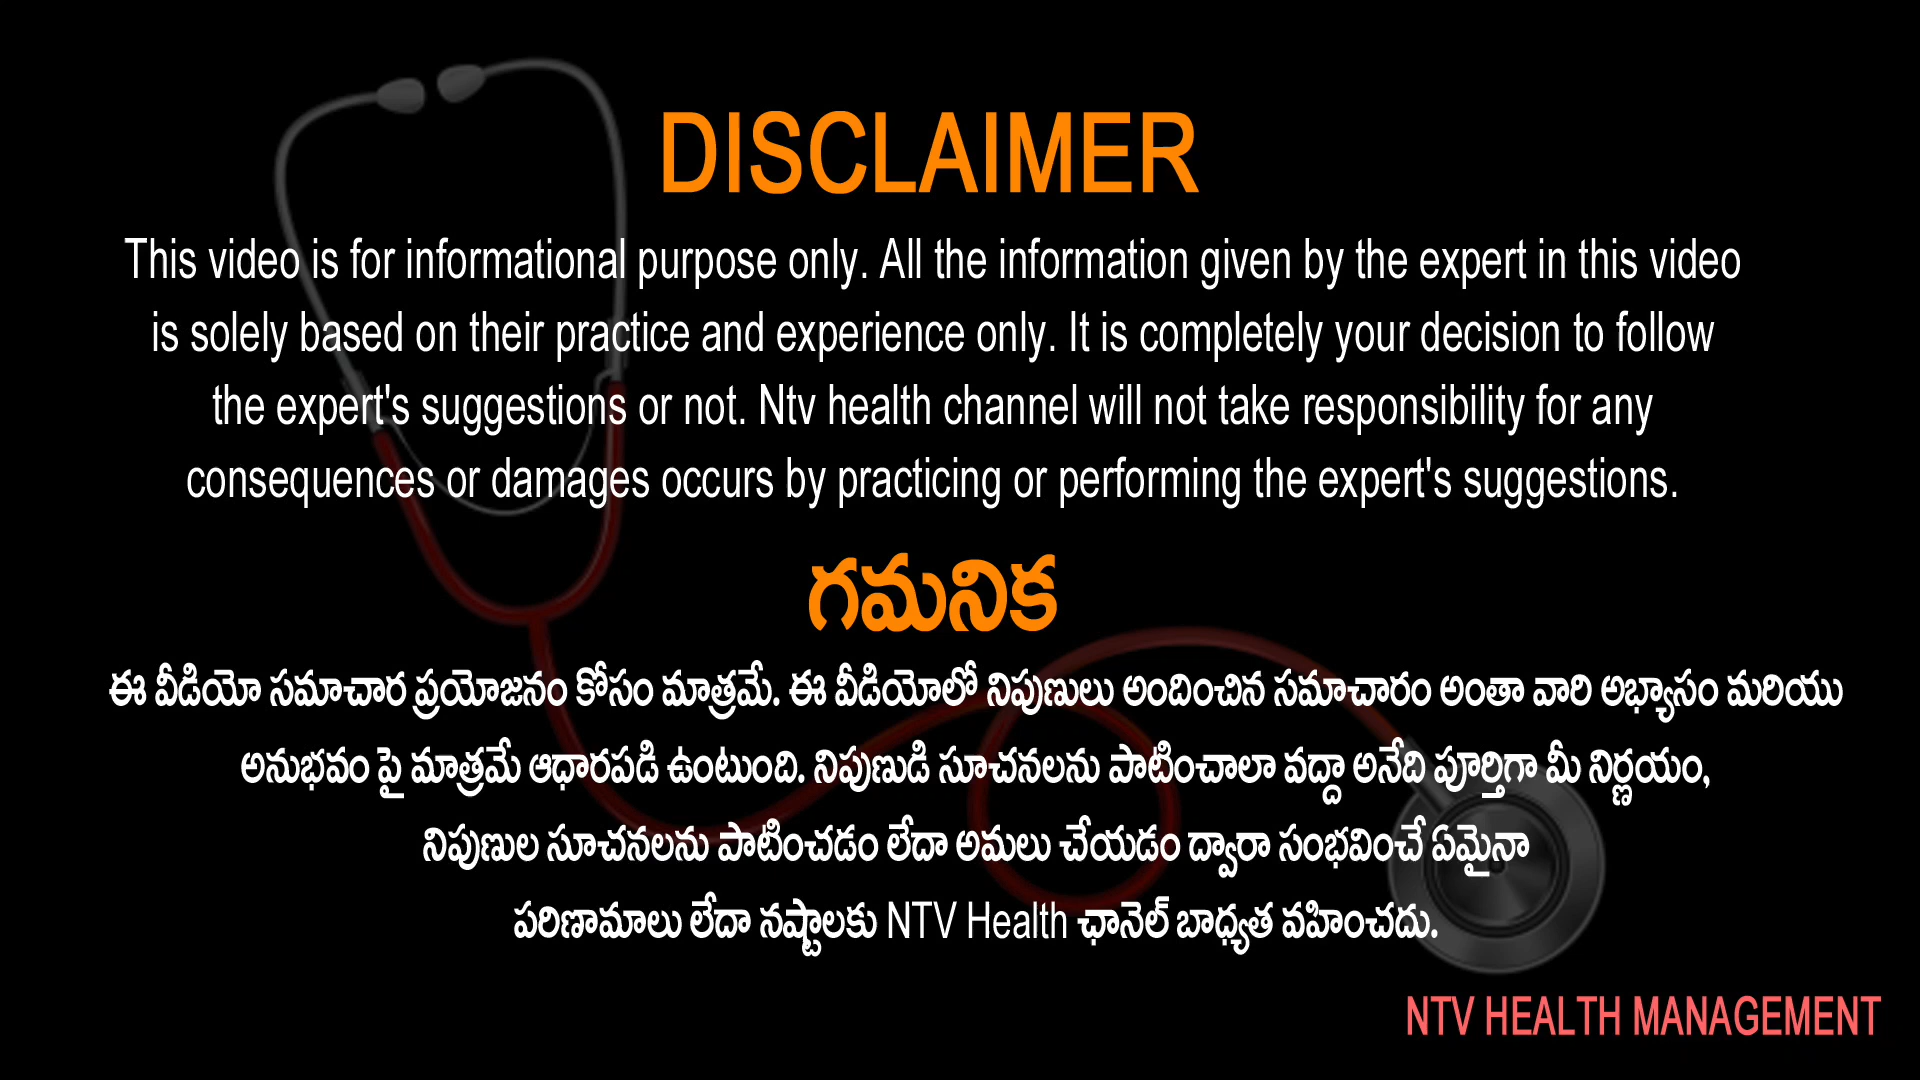 DISCLAIMER
This video is for informational purpose only. All the information given by the expert in this video
is solely based on their practice and experience only. It is completely your decision to follow
the expert's suggestions or not. Ntv health channel will not take responsibility for any
consequences or damages occurs by practicing or performing the expert's suggestions.
గమనిక
ఈ వీడియో సమాచార ప్రయోజనం కోసం మాత్రమే. ఈ వీడియోలో నిపుణులు అందించిన సమాచారం అంతా వారి అభ్యాసం మరియు
అనుభవం పై మాత్రమే ఆధారపడి ఉంటుంది. నిపుణుడి సూచనలను పాటించాలా వద్దా అనేది పూర్తిగా మీ నిర్ణయం,
నిపుణుల సూచనలను పాటించడం లేదా అమలు చేయడం ద్వారా సంభవించే ఏమైనా
పరిణామాలు లేదా నష్టాలకు NTV Health ఛానెల్ బాధ్యత వహించదు.
NTV HEALTH MANAGEMENT